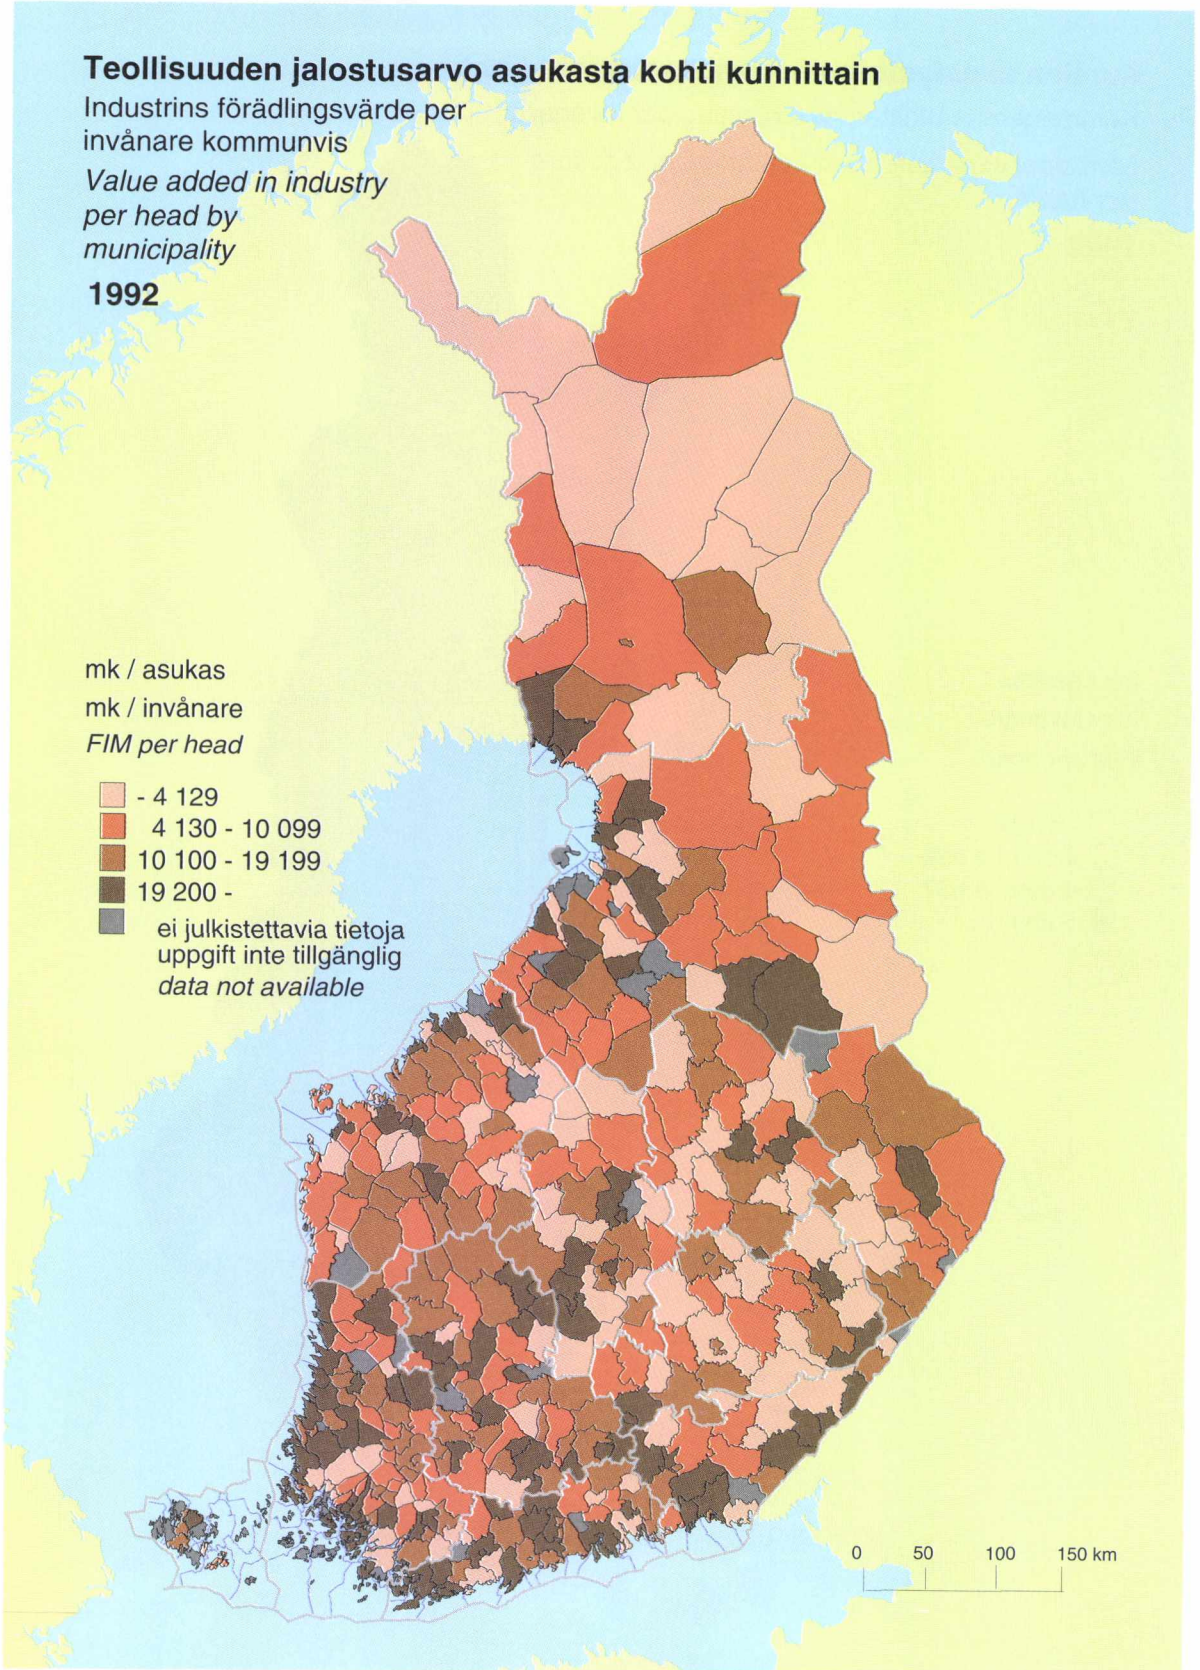 Teollisuuden jalostusarvo asukasta kohti kunnittain
Industrins förädlingsvärde per
invånare kommunvis
Value added in industry
per head by
municipality
1992
mk / asukas
mk / invånare
FIM per head
- 4 129
4 130 - 10 099
10 100 - 19 199
19 200 -
ei julkistettavia tietoja
uppgift inte tillgänglig
data not available
0 50 100 150 km